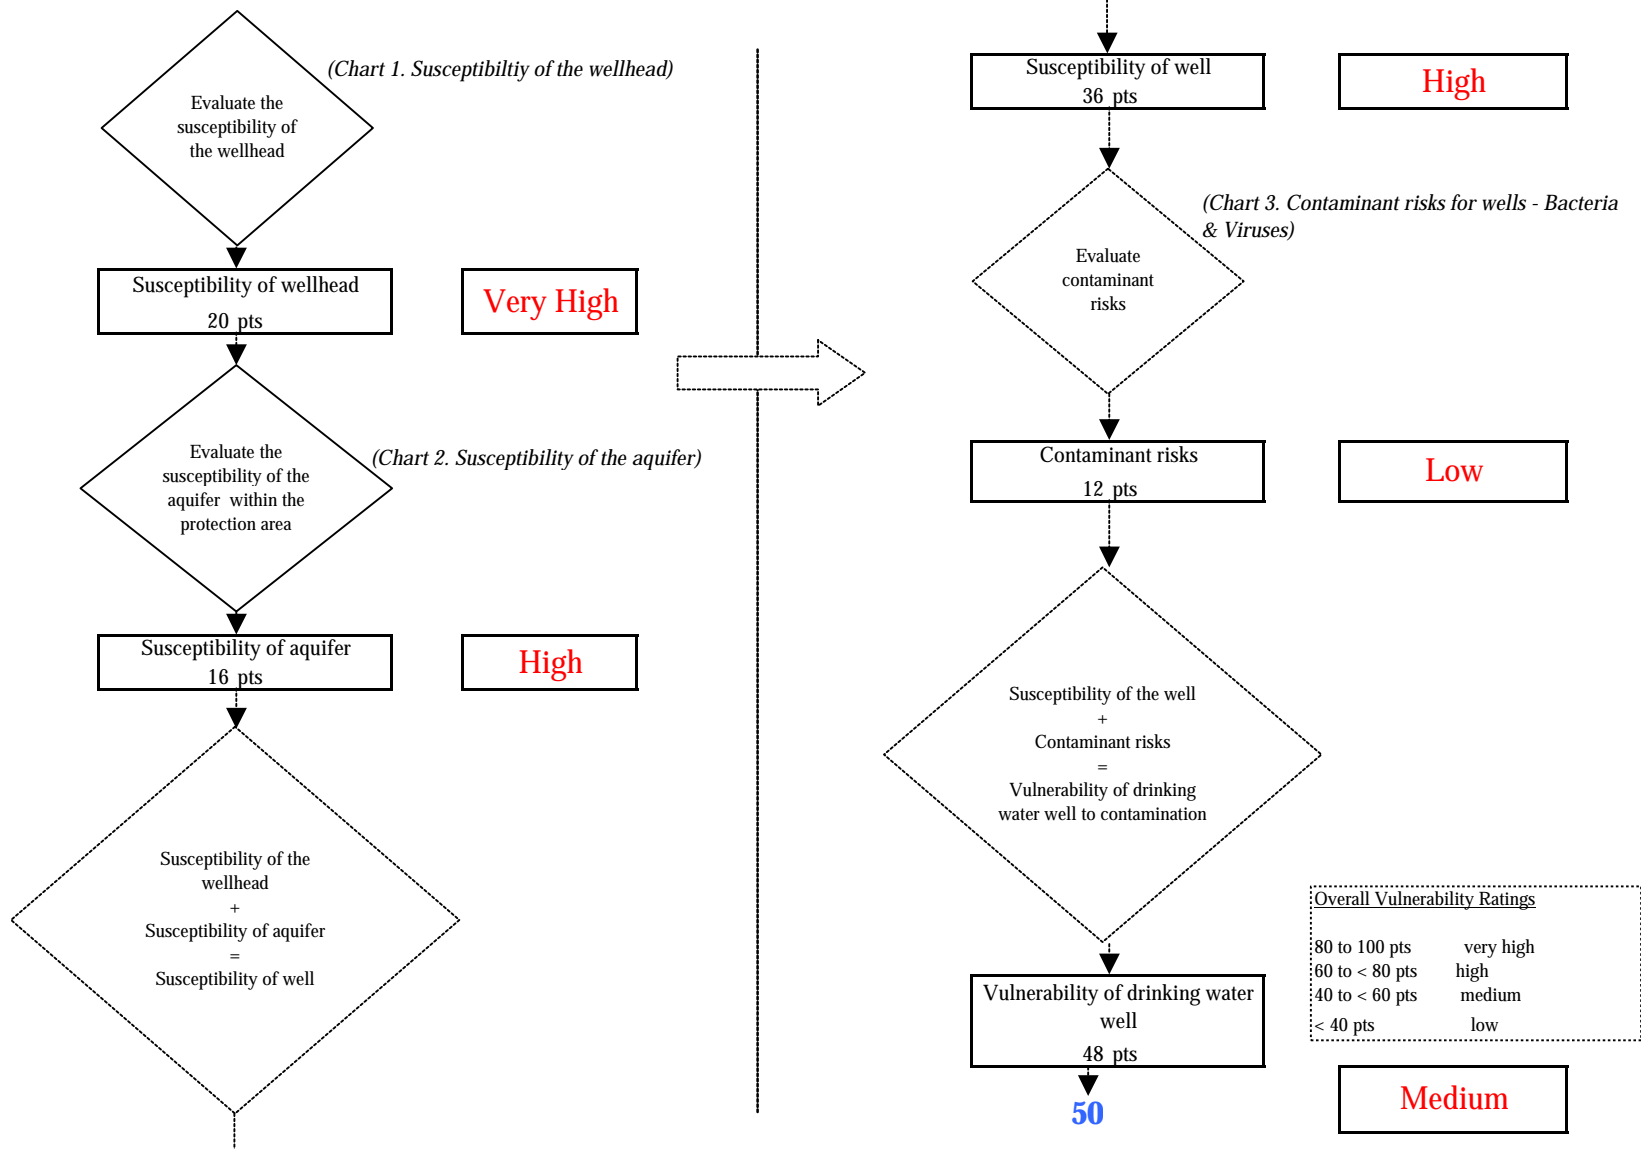 (Chart 1. Susceptibiltiy of the wellhead)
Evaluate the
susceptibility of
the wellhead
Susceptibility of wellhead
20 pts
Very High
Evaluate the
susceptibility of the
aquifer within the
protection area
(Chart 2. Susceptibility of the aquifer)
Susceptibility of aquifer
16 pts
High
Susceptibility of the
wellhead
+
Susceptibility of aquifer
=
Susceptibility of well
Susceptibility of well
36 pts
High
(Chart 3. Contaminant risks for wells - Bacteria
& Viruses)
Evaluate
contaminant
risks
Contaminant risks
12 pts
Low
Susceptibility of the well
+
Contaminant risks
=
Vulnerability of drinking
water well to contamination
Overall Vulnerability Ratings
80 to 100 pts very high
60 to < 80 pts high
40 to < 60 pts medium
< 40 pts low
Vulnerability of drinking water
well
48 pts
50
Medium